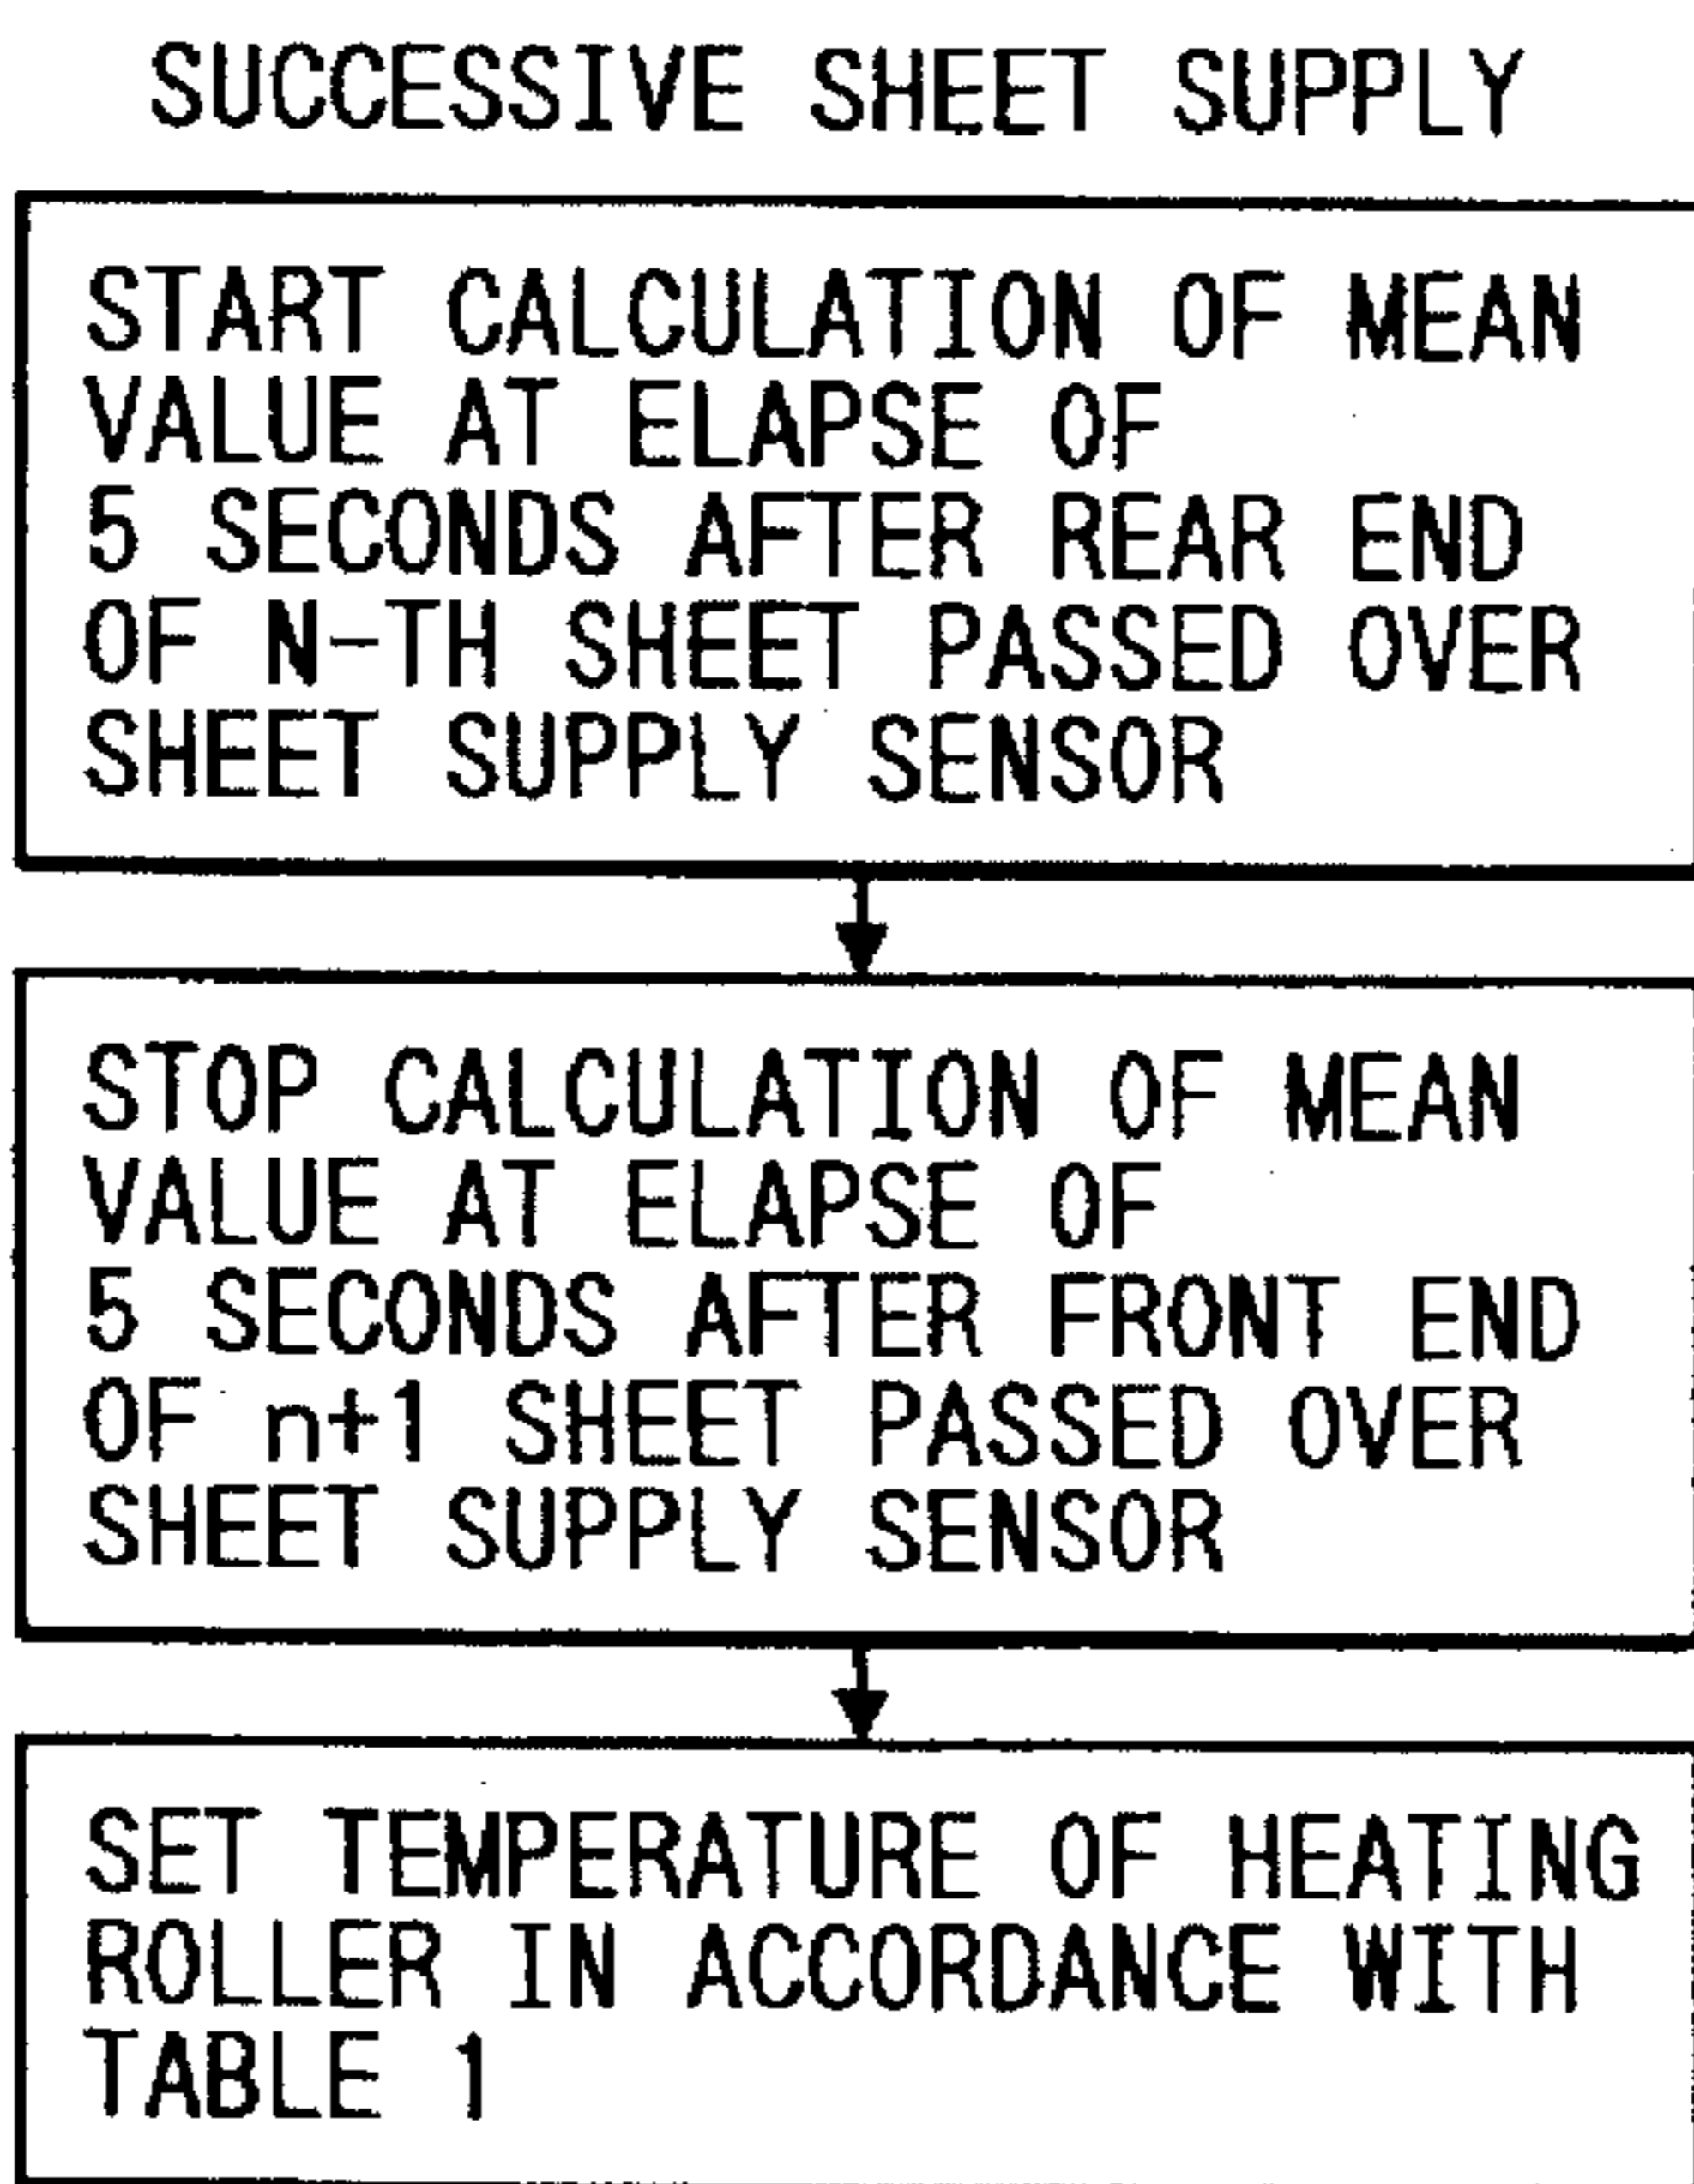 SUCCESSIVE SHEET SUPPLY
START CALCULATION OF MEAN
VALUE AT ELAPSE OF
5 SECONDS AFTER REAR END
OF N-TH SHEET PASSED OVER
SHEET SUPPLY SENSOR
STOP CALCULATION OF MEAN
VALUE AT ELAPSE OF
5 SECONDS AFTER FRONT END
OF n+1 SHEET PASSED OVER
SHEET SUPPLY SENSOR
SET TEMPERATURE OF HEATING
ROLLER IN ACCORDANCE WITH
TABLE 1